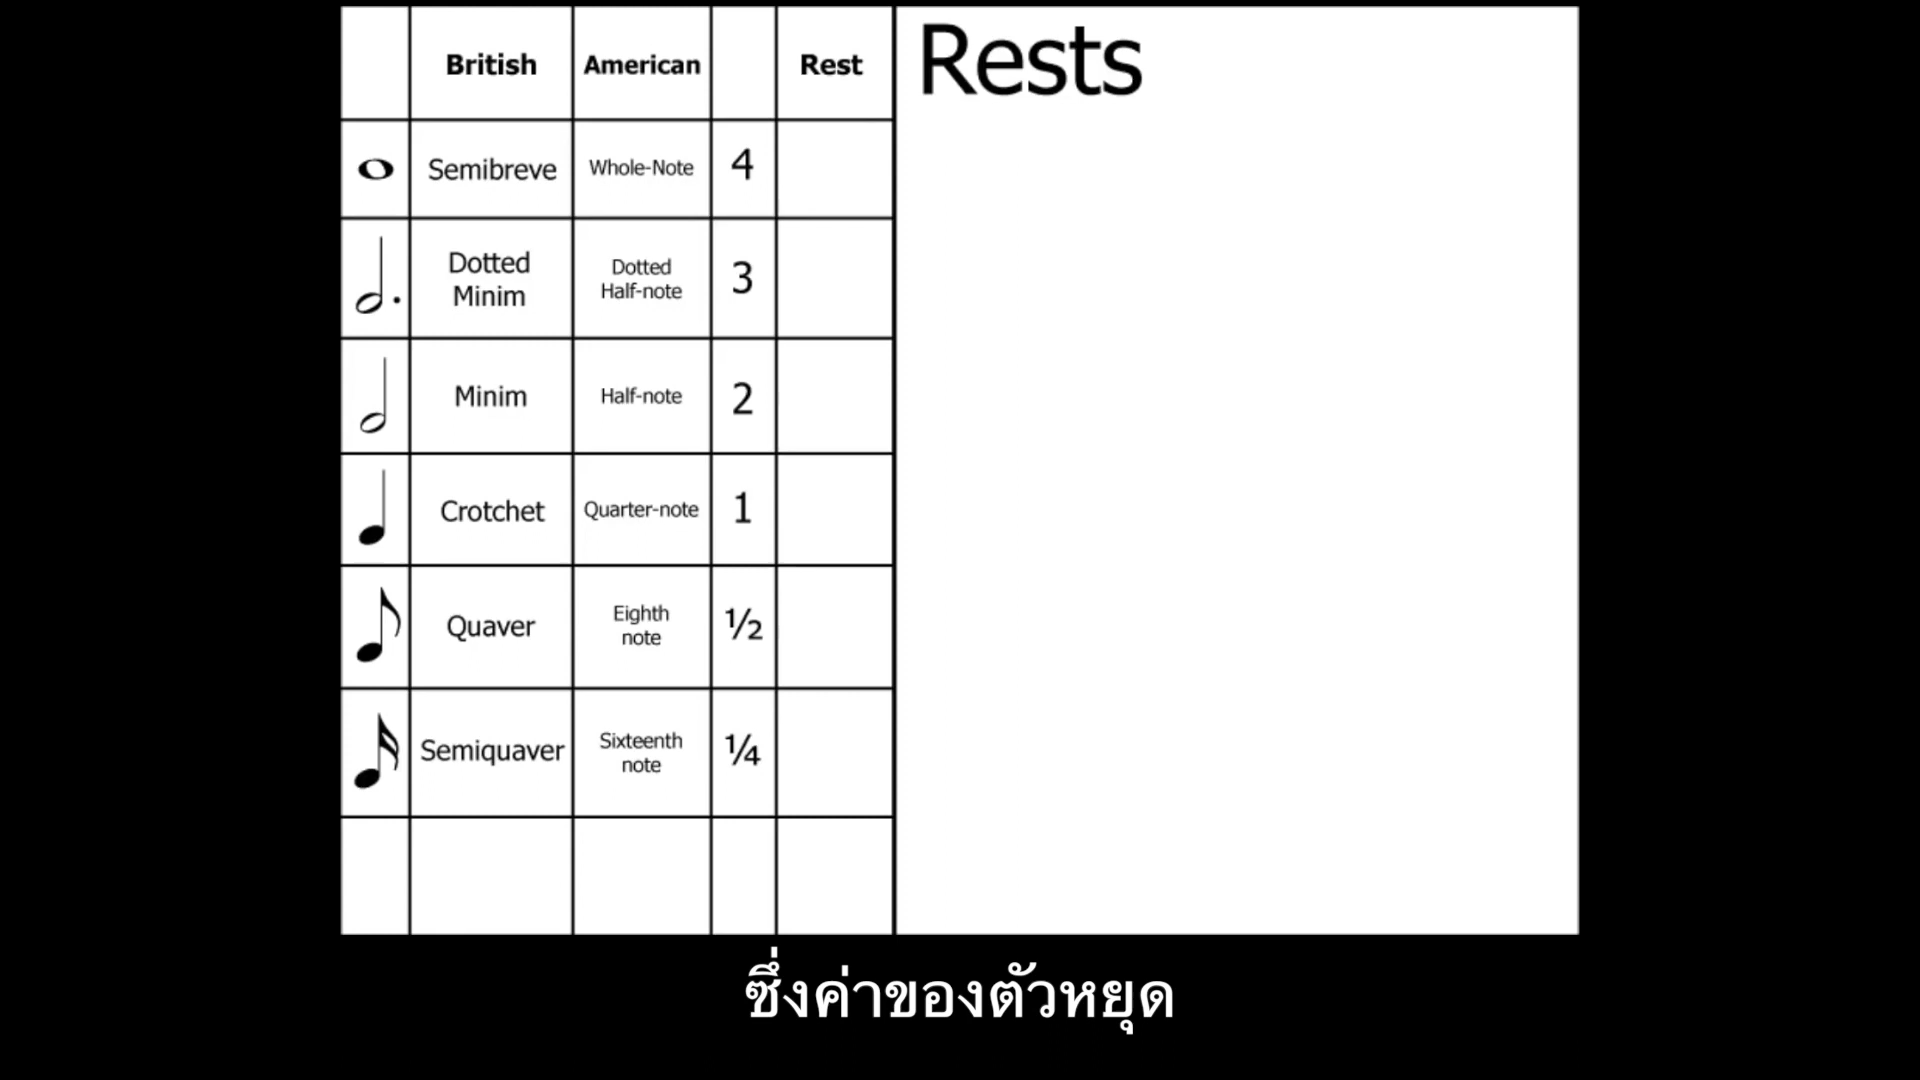 British American Rest
Rests
Semibreve Whole-Note 4
Dotted Minim Dotted Half-note 3
Minim Half-note 2
Crotchet Quarter-note 1
Quaver Eighth note ½
Semiquaver Sixteenth note ¼
ซึ่งค่าของตัวหยุด